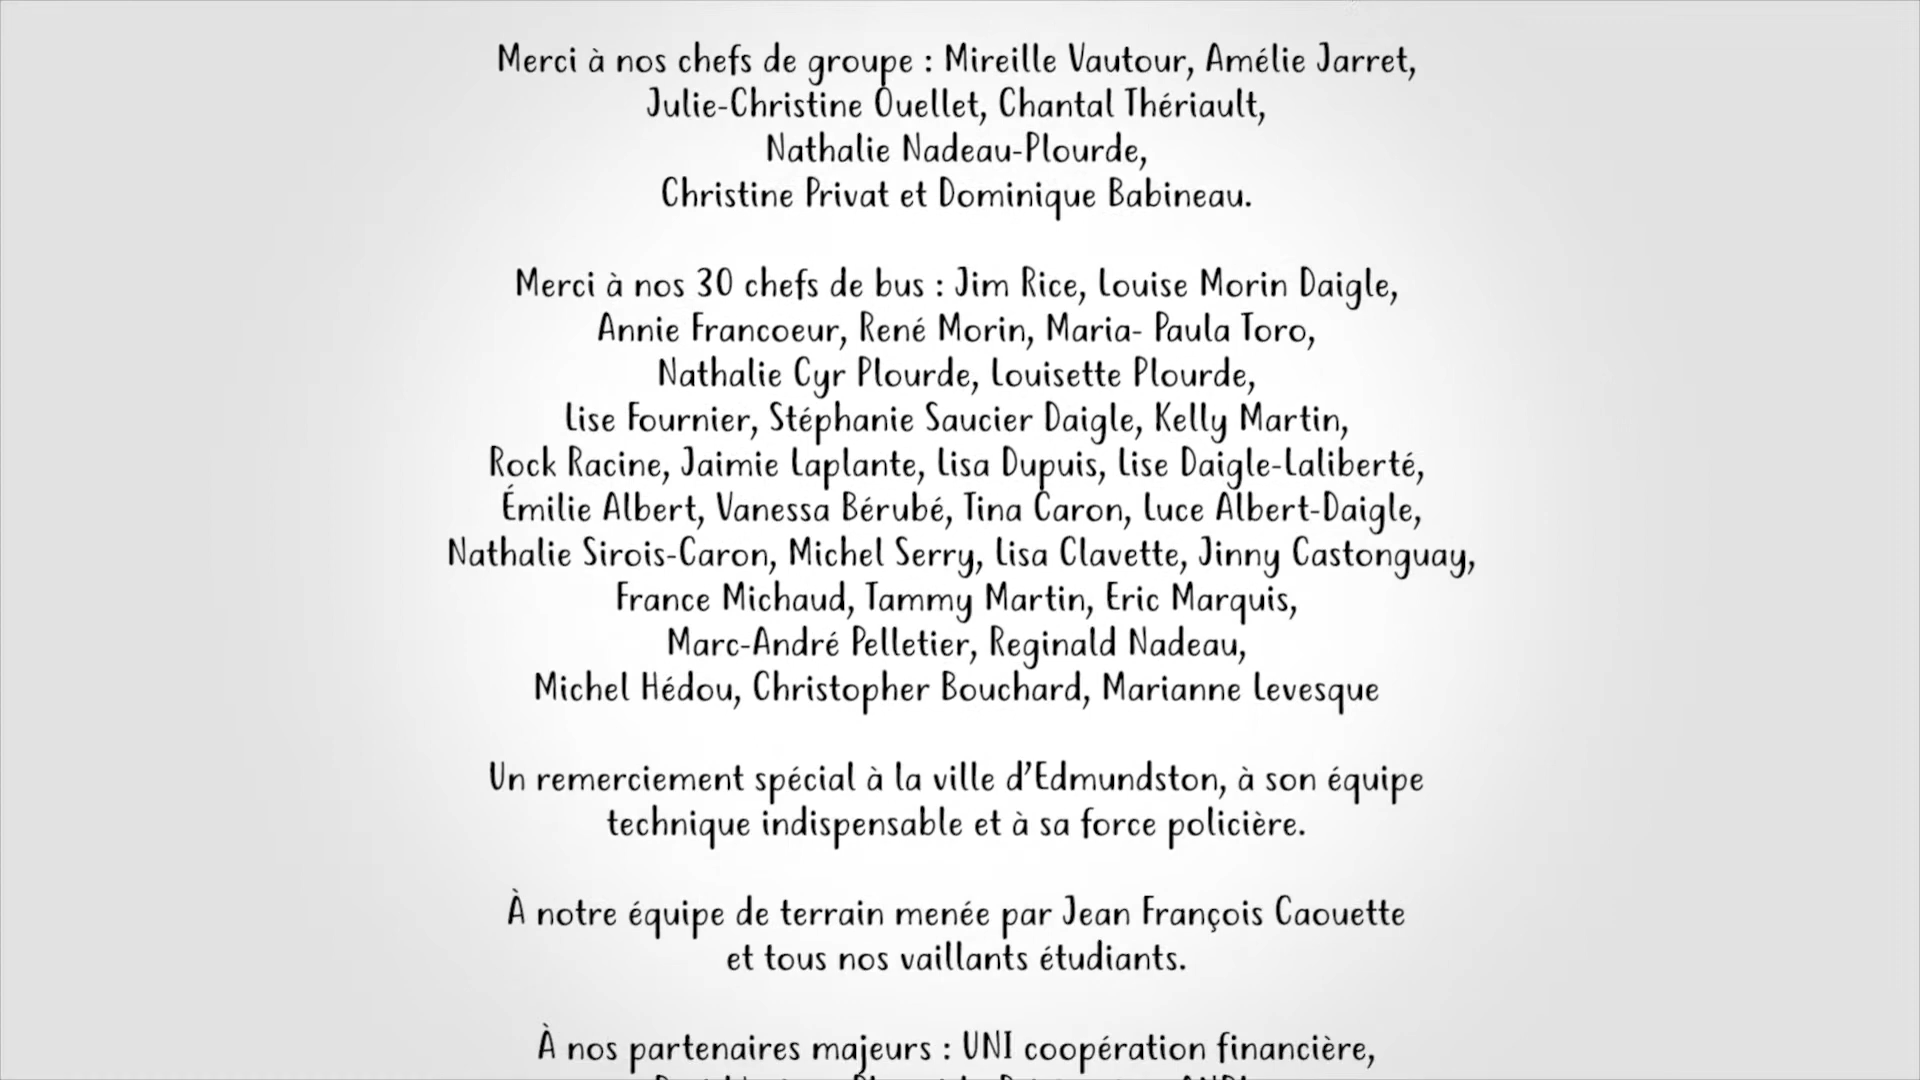 Merci à nos chefs de groupe : Mireille Vautour, Amélie Jarret,
Julie-Christine Ouellet, Chantal Thériault,
Nathalie Nadeau-Plourde,
Christine Privat et Dominique Babineau.
Merci à nos 30 chefs de bus : Jim Rice, Louise Morin Daigle,
Annie Francoeur, René Morin, Maria- Paula Toro,
Nathalie Cyr Plourde, Louisette Plourde,
Lise Fournier, Stéphanie Saucier Daigle, Kelly Martin,
Rock Racine, Jaimie Laplante, Lisa Dupuis, Lise Daigle-Laliberté,
Émilie Albert, Vanessa Bérubé, Tina Caron, Luce Albert-Daigle,
Nathalie Sirois-Caron, Michel Serry, Lisa Clavette, Jinny Castonguay,
France Michaud, Tammy Martin, Eric Marquis,
Marc-André Pelletier, Reginald Nadeau,
Michel Hédou, Christopher Bouchard, Marianne Levesque
Un remerciement spécial à la ville d'Edmundston, à son équipe
technique indispensable et à sa force policière.
À notre équipe de terrain menée par Jean François Caouette
et tous nos vaillants étudiants.
À nos partenaires majeurs : UNI coopération financière,